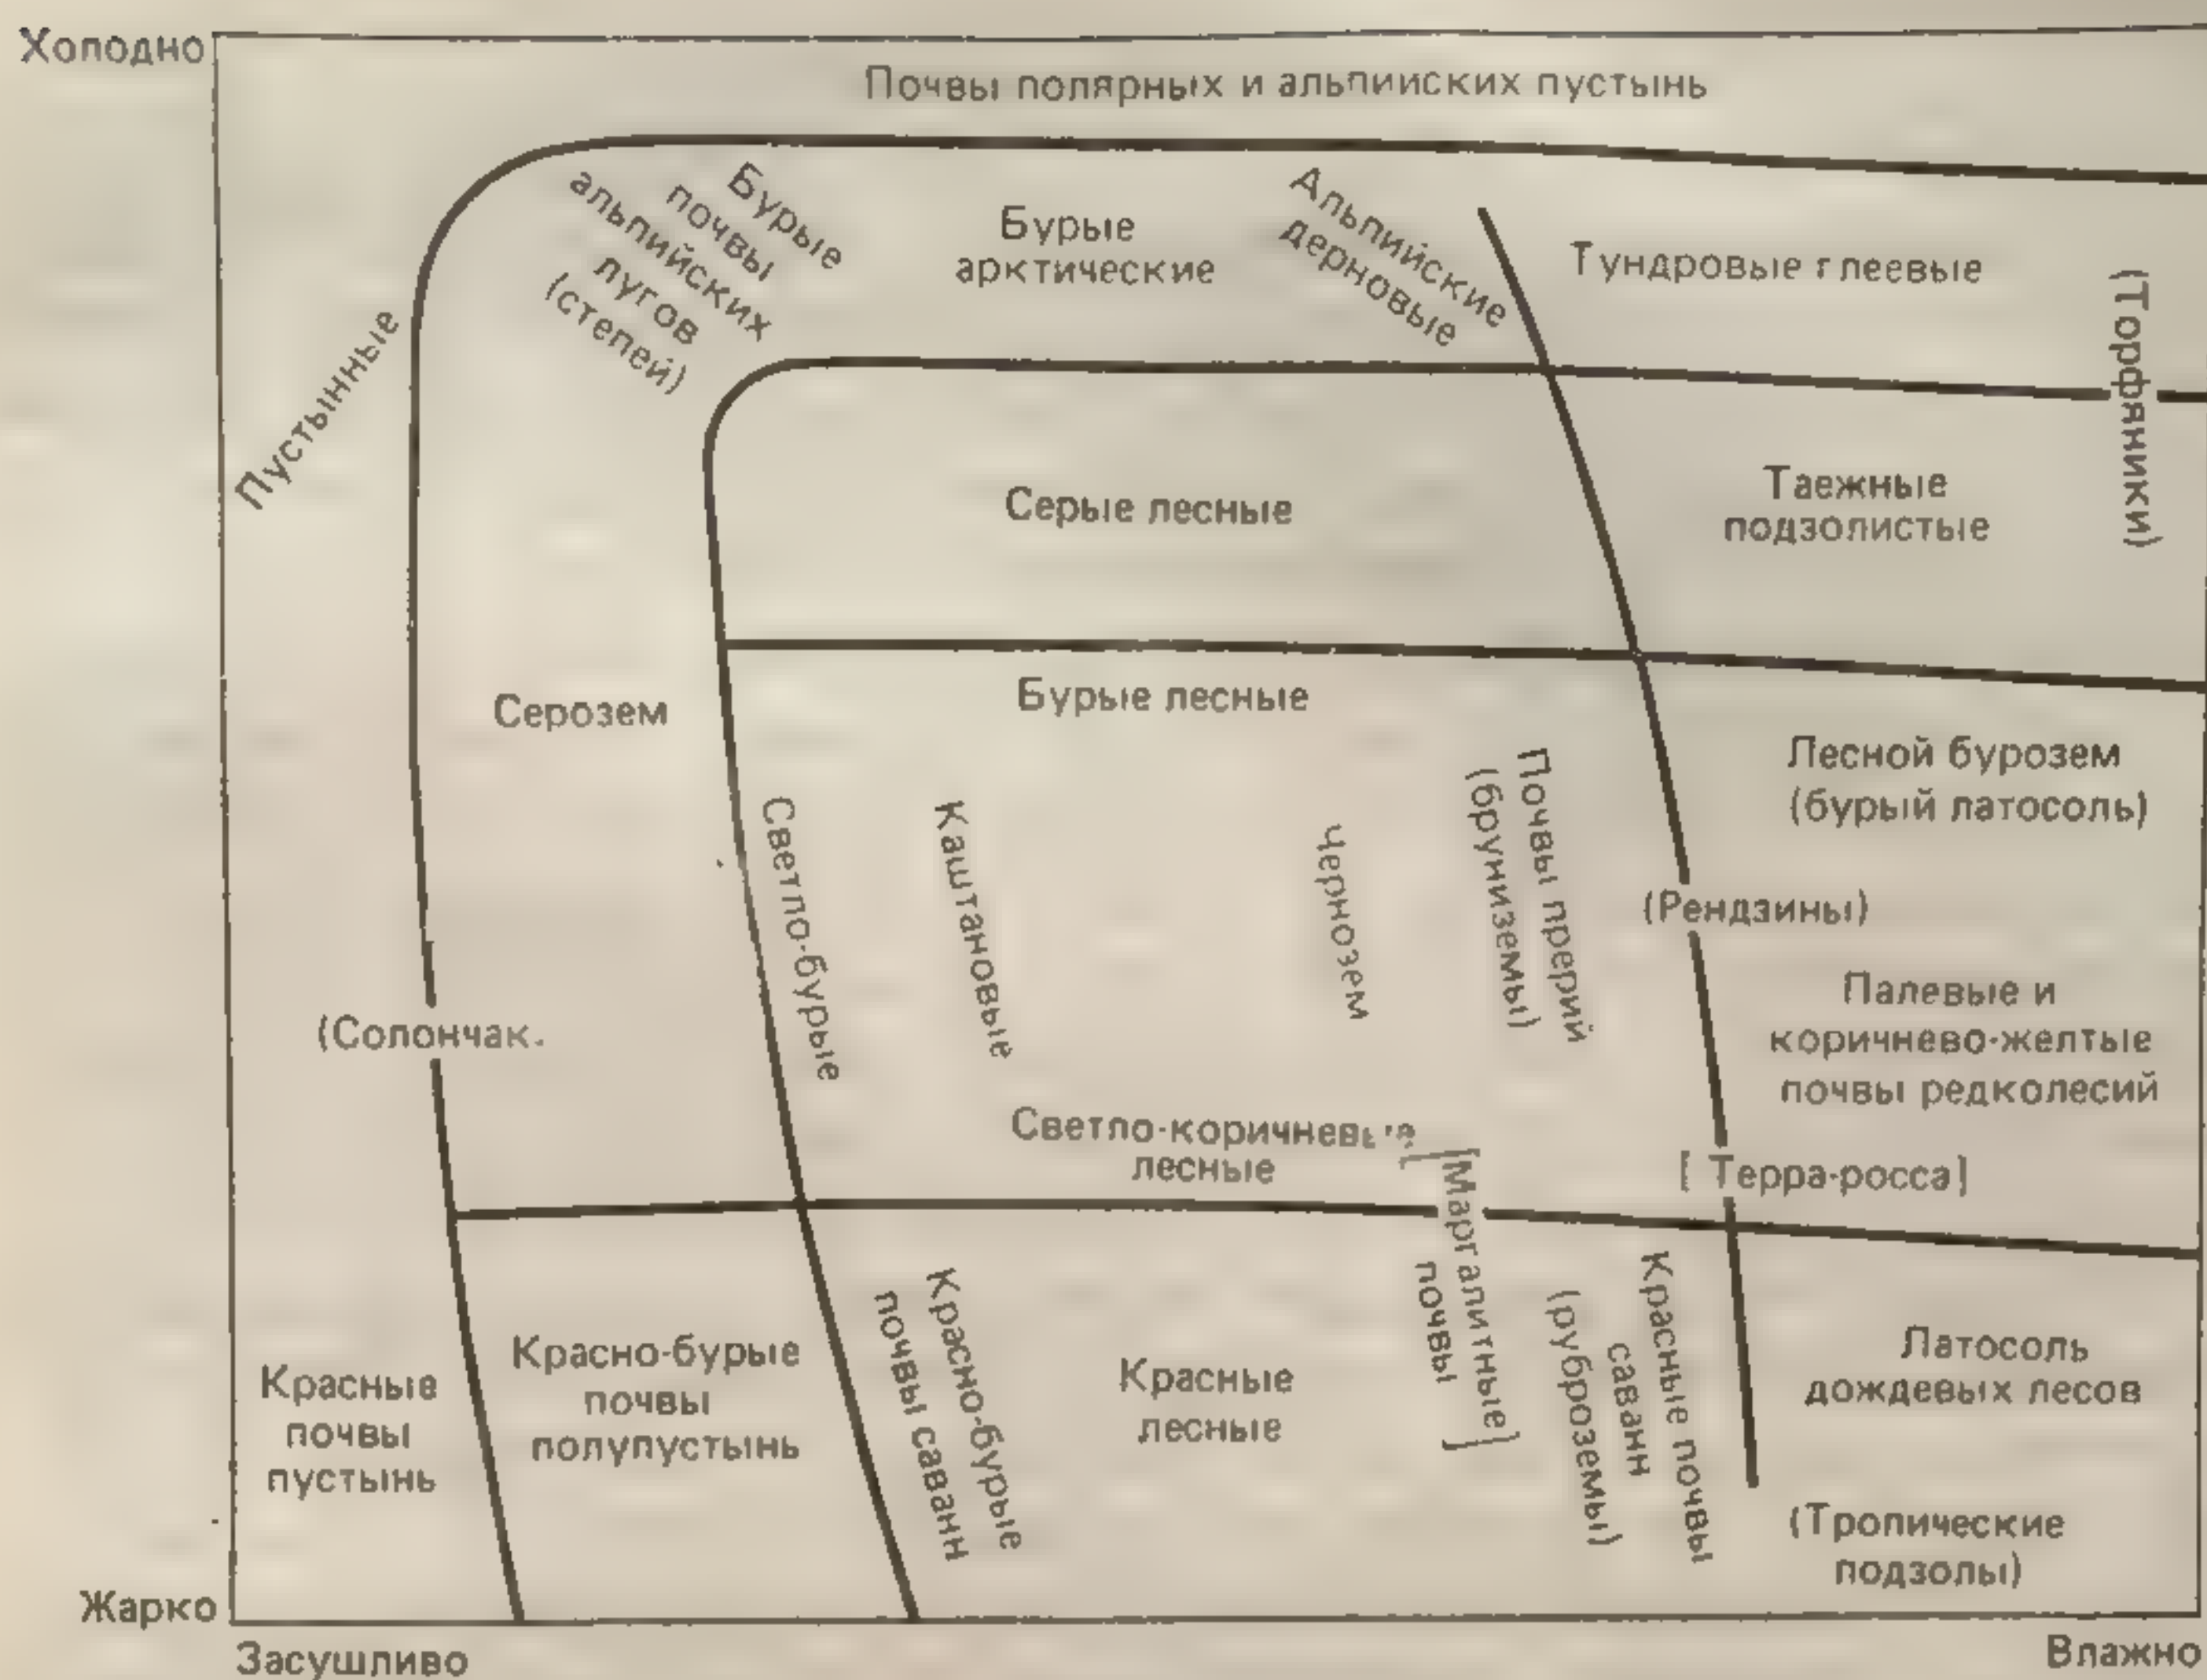 Холодно
Почвы полярных и альпийских пустынь
Бурые
почвы
альпийских
лугов
(степей)
Бурые
арктические
Альпийские
дерновые
Тундровые глеевые
(Торфяники)
Пустынные
Серые лесные
Таежные
подзолистые
Серозем
Бурые лесные
Лесной бурозем
(бурый латосоль)
Светло-бурые
Каштановые
Чернозем
Почвы прерий
(бруниземы)
(Рендзины)
Палевые и
коричнево-желтые
почвы редколесий
(Солончак.
Светло-коричневые
лесные
[Маргалитные]
почвы
[Терра-росса]
Красные
почвы
пустынь
Красно-бурые
почвы
полупустынь
Красно-бурые
почвы саванн
Красные
лесные
Красные почвы
саванн
(руброземы)
Латосоль
дождевых лесов
(Тропические
подзолы)
Жарко
Засушливо
Влажно